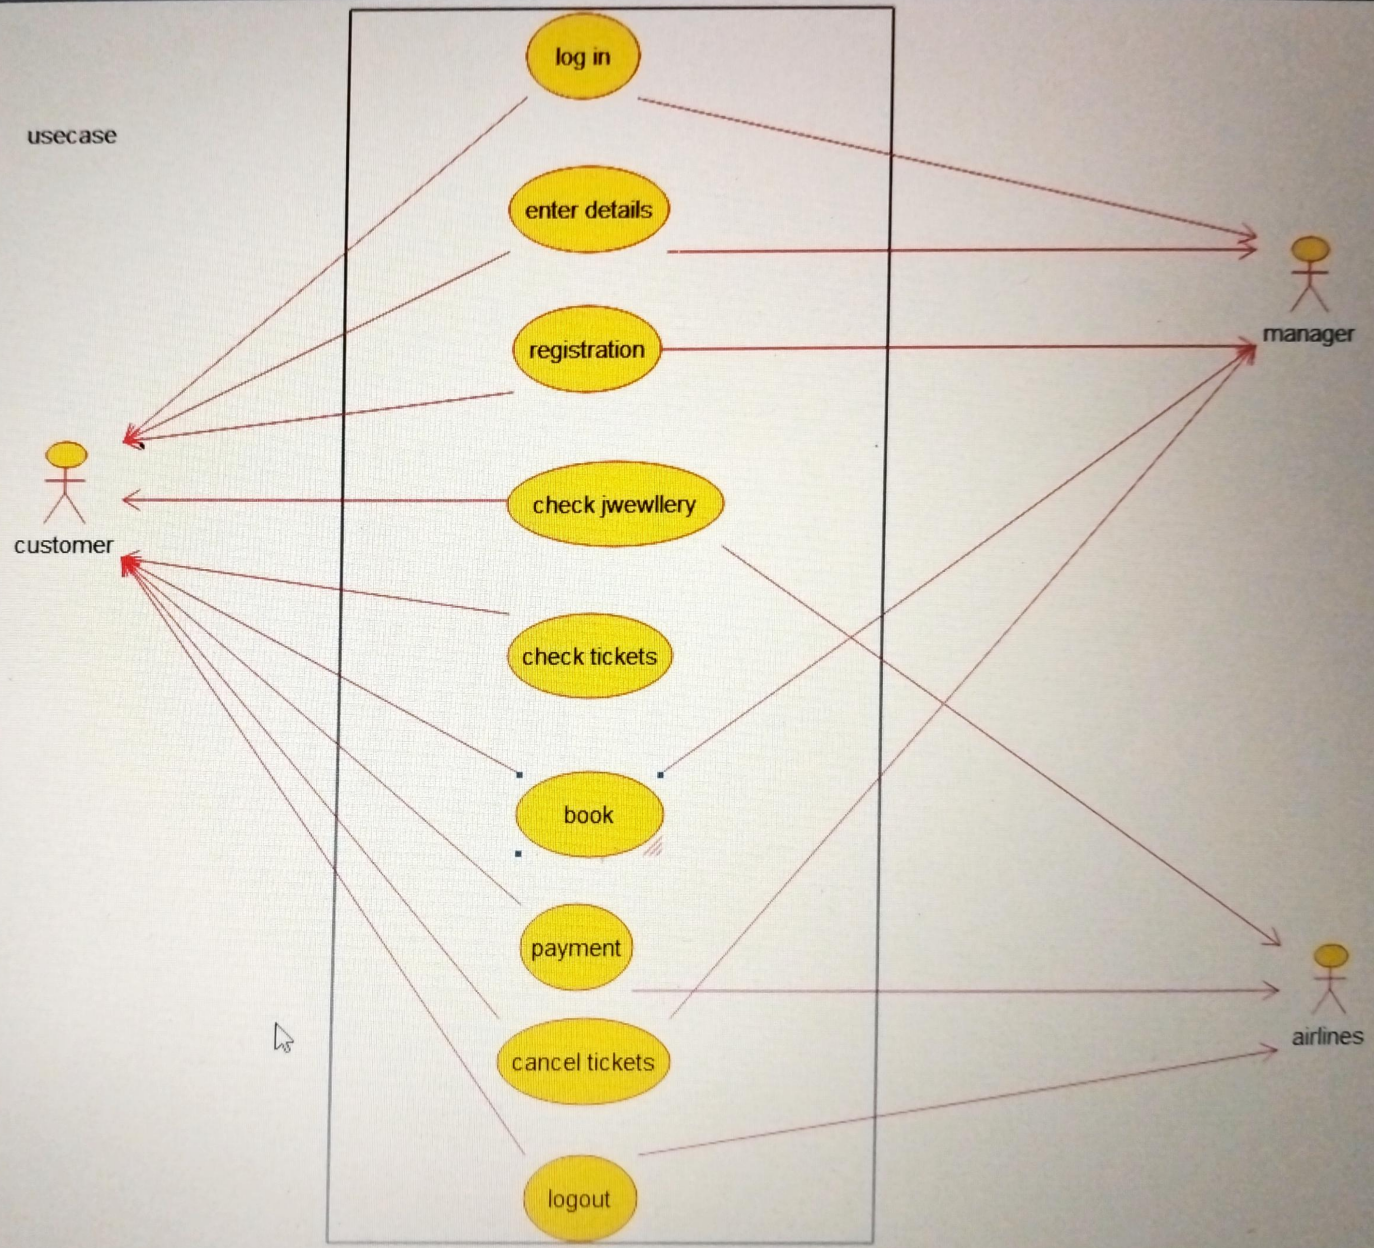 log in
usecase
enter details
manager
registration
check jwewllery
customer
check tickets
book
payment
airlines
cancel tickets
logout